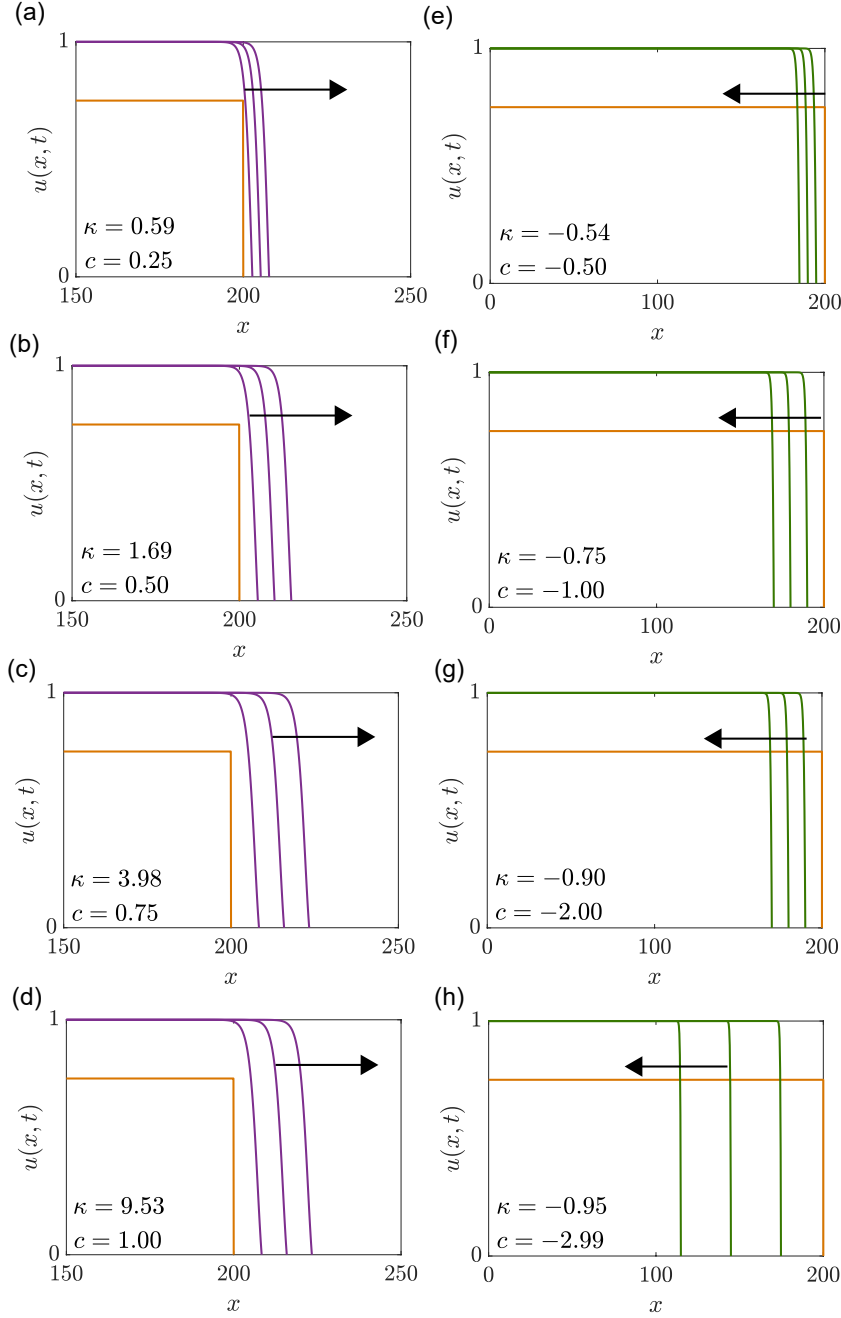 (a)
1
u(x, t)
κ = 0.59
c = 0.25
0
150
200
250
x
(b)
1
u(x, t)
κ = 1.69
c = 0.50
0
150
200
250
x
(c)
1
u(x, t)
κ = 3.98
c = 0.75
0
150
200
250
x
(d)
1
u(x, t)
κ = 9.53
c = 1.00
0
150
200
250
x
(e)
1
u(x, t)
κ = −0.54
c = −0.50
0
0
100
200
x
(f)
1
u(x, t)
κ = −0.75
c = −1.00
0
0
100
200
x
(g)
1
u(x, t)
κ = −0.90
c = −2.00
0
0
100
200
x
(h)
1
u(x, t)
κ = −0.95
c = −2.99
0
0
100
200
x